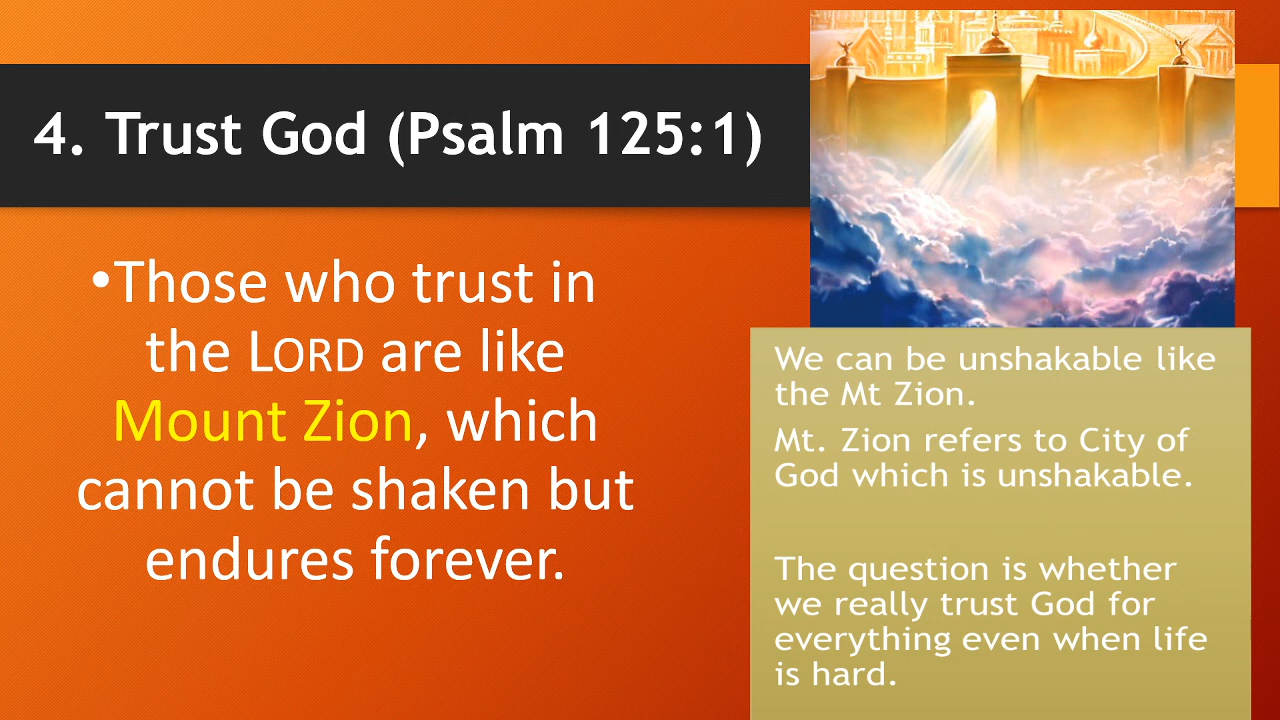 4. Trust God (Psalm 125:1)
•Those who trust in
the LORD are like
Mount Zion, which
cannot be shaken but
endures forever.
We can be unshakable like
the Mt Zion.
Mt. Zion refers to City of
God which is unshakable.
The question is whether
we really trust God for
everything even when life
is hard.